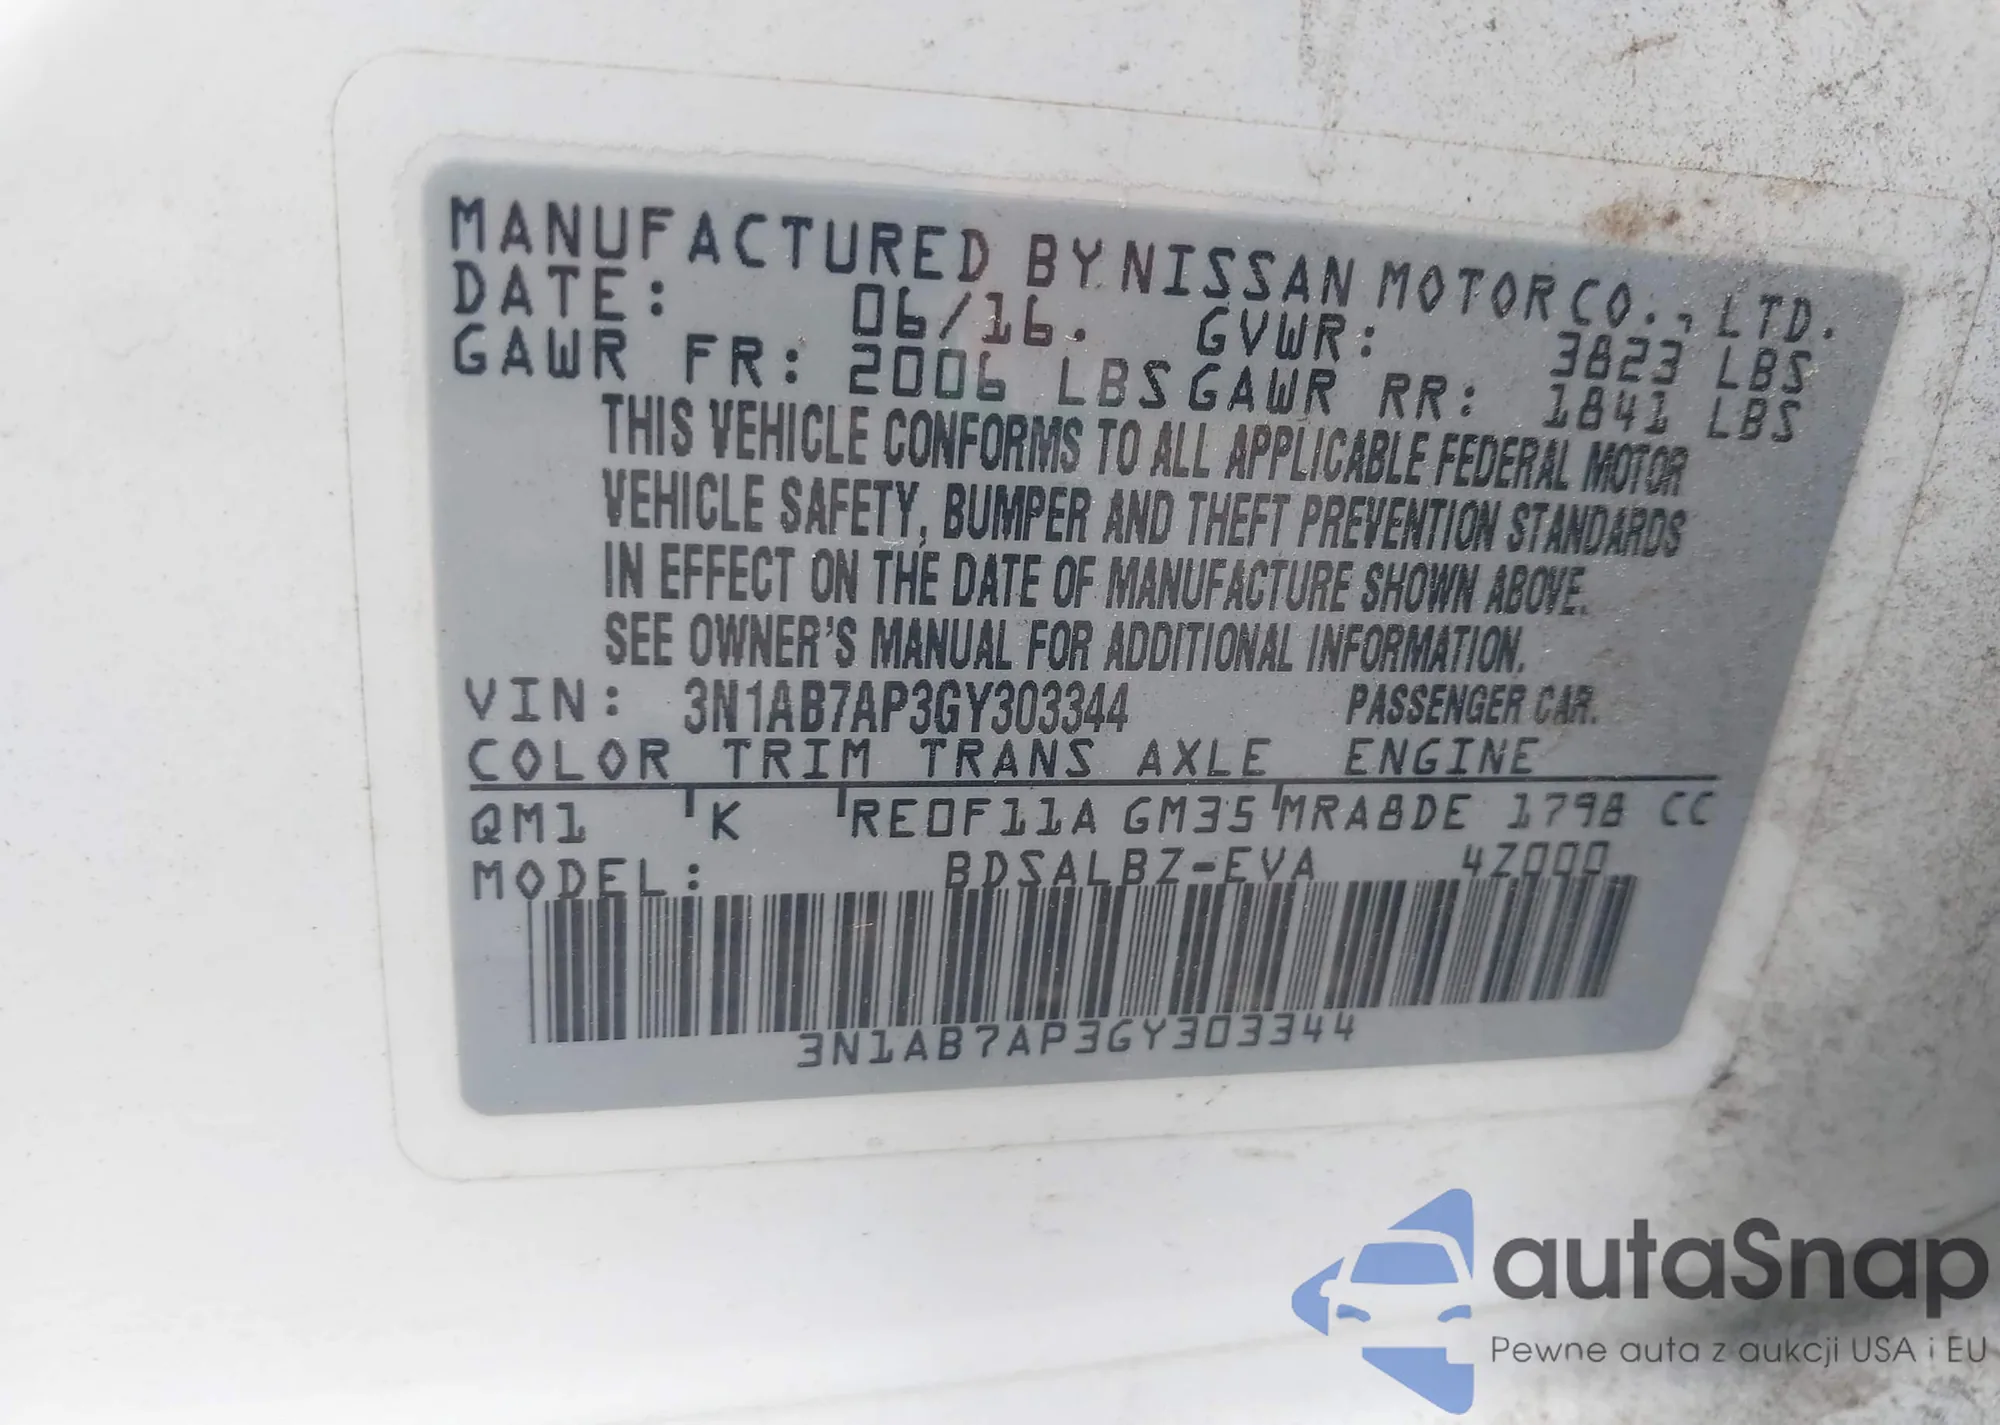 MANUFACTURED BY NISSAN MOTOR CO., LTD.
DATE: 06/16. GVWR: 3823 LBS
GAWR FR: 2006 LBS GAWR RR: 1841 LBS
THIS VEHICLE CONFORMS TO ALL APPLICABLE FEDERAL MOTOR
VEHICLE SAFETY, BUMPER AND THEFT PREVENTION STANDARDS
IN EFFECT ON THE DATE OF MANUFACTURE SHOWN ABOVE.
SEE OWNER'S MANUAL FOR ADDITIONAL INFORMATION.
VIN: 3N1AB7AP3GY303344 PASSENGER CAR.
COLOR TRIM TRANS AXLE ENGINE
QM1 K RE0F11A GM35 MRA8DE 1798 CC
MODEL: BDSALBZ-EVA 4Z000
3N1AB7AP3GY303344
autaSnap
Pewne auta z aukcji USA i EU